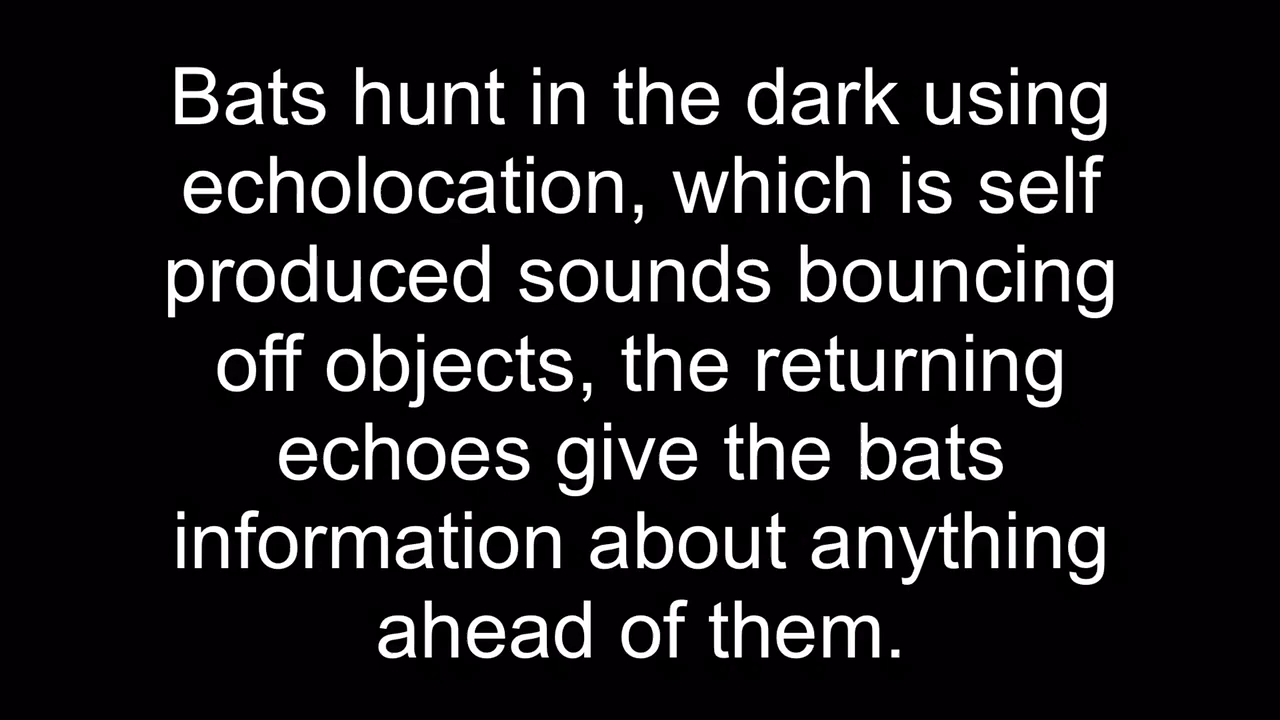 Bats hunt in the dark using
echolocation, which is self
produced sounds bouncing
off objects, the returning
echoes give the bats
information about anything
ahead of them.